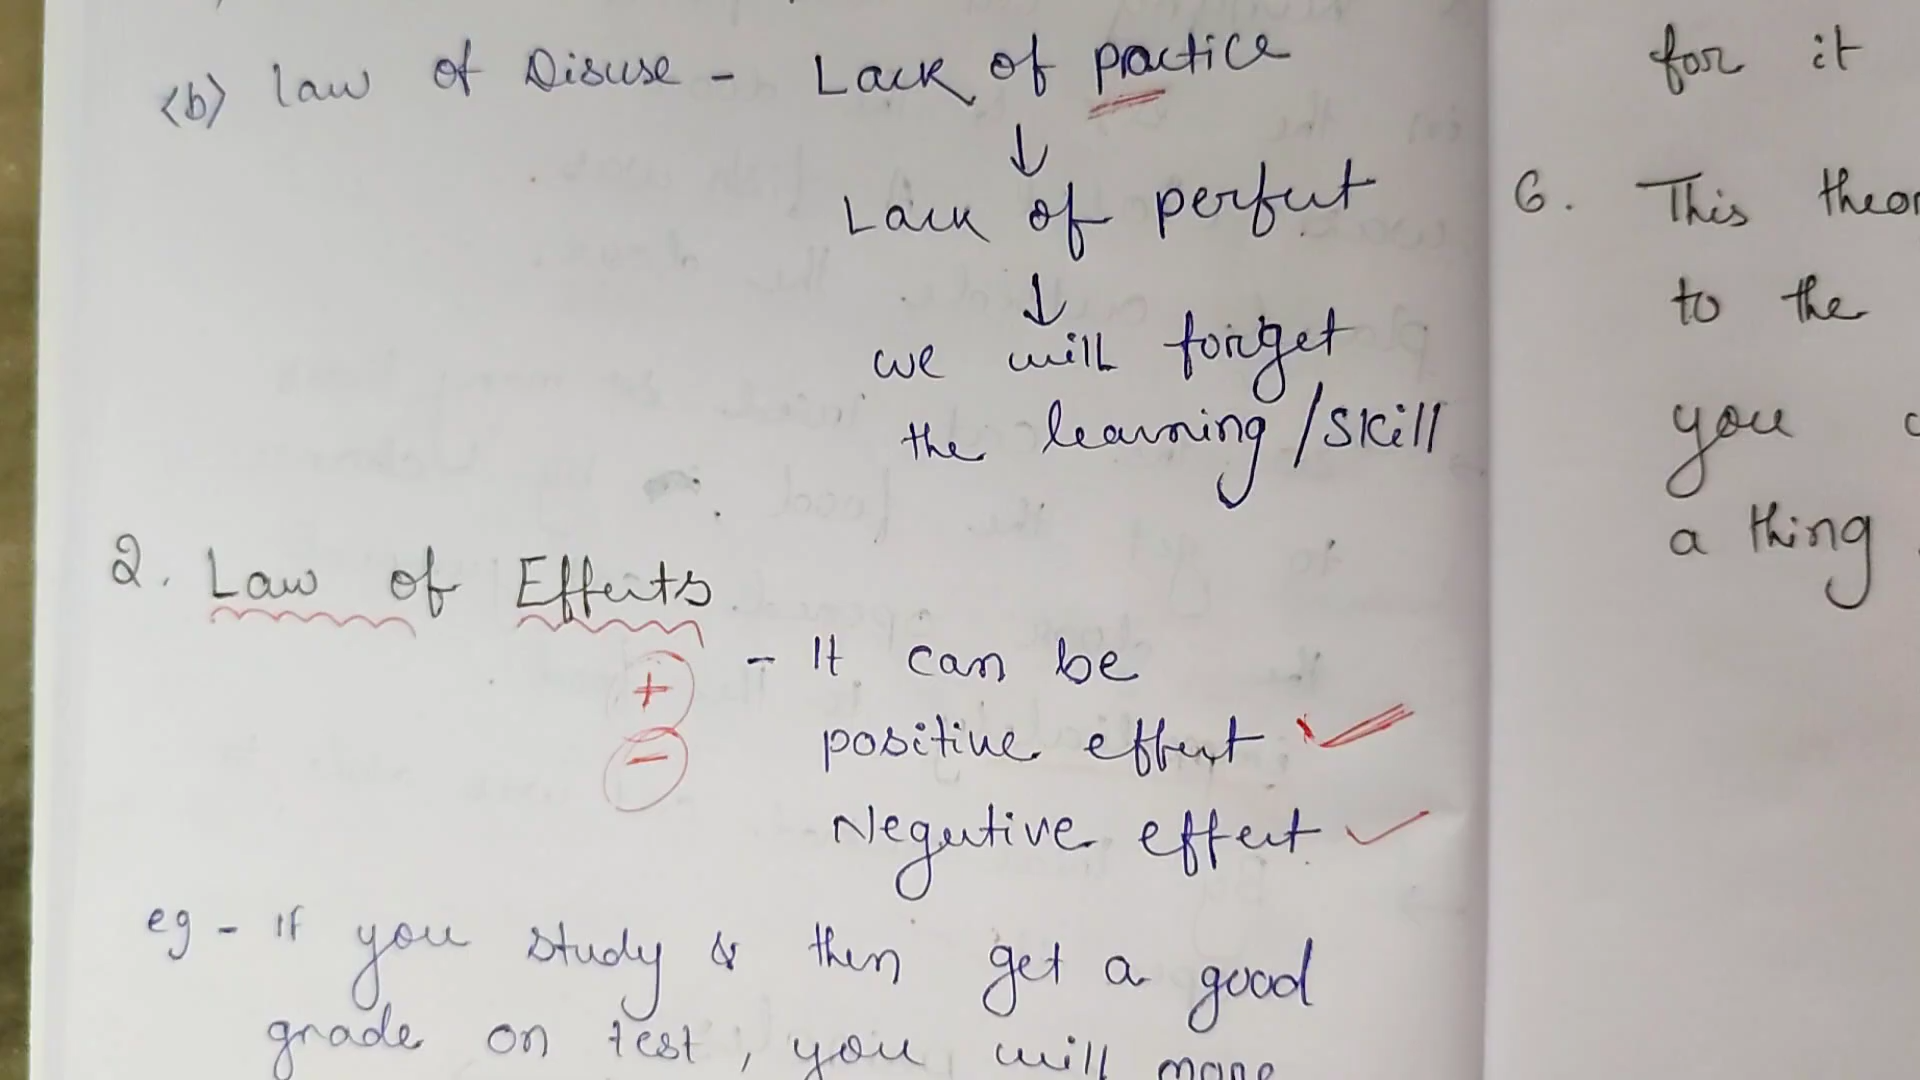 (b) Law of Disuse - Lack of practice
↓
Lack of perfect
↓
we will forget
the learning / skill
2. Law of Effects
+
-
- It can be
positive effect ✓
Negative effect ✓
eg - If you study & then get a good
grade on test, you will more
for it
6. This theor
to the
you
a thing